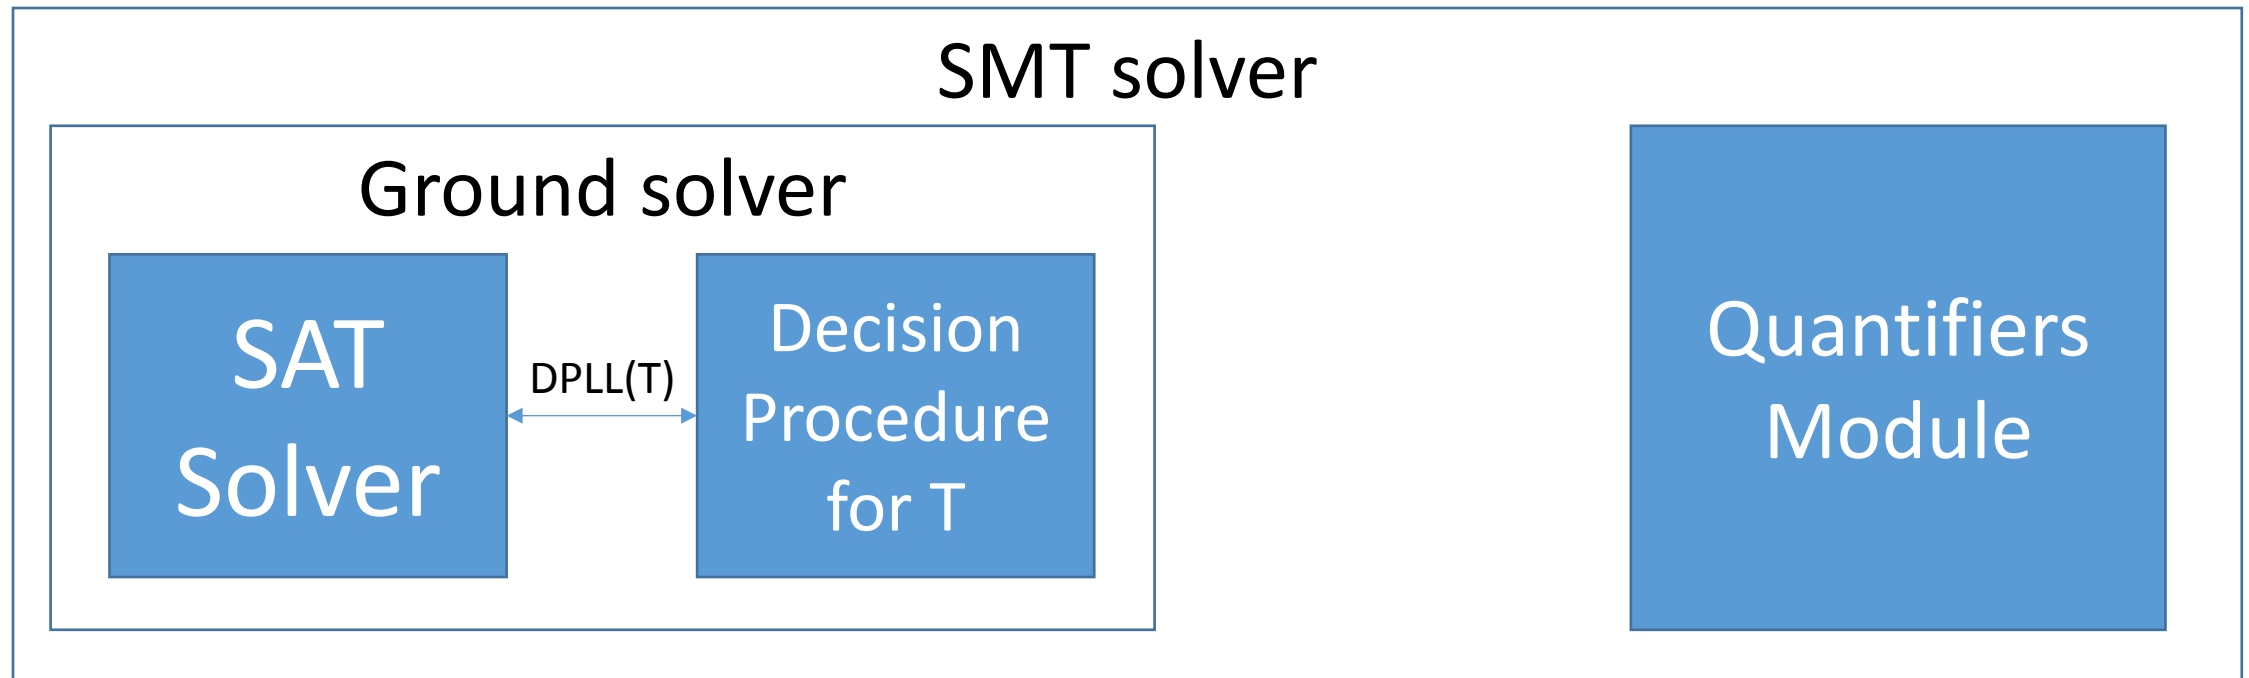 SMT solver
Ground solver
SAT
Solver
DPLL(T)
Decision
Procedure
for T
Quantifiers
Module